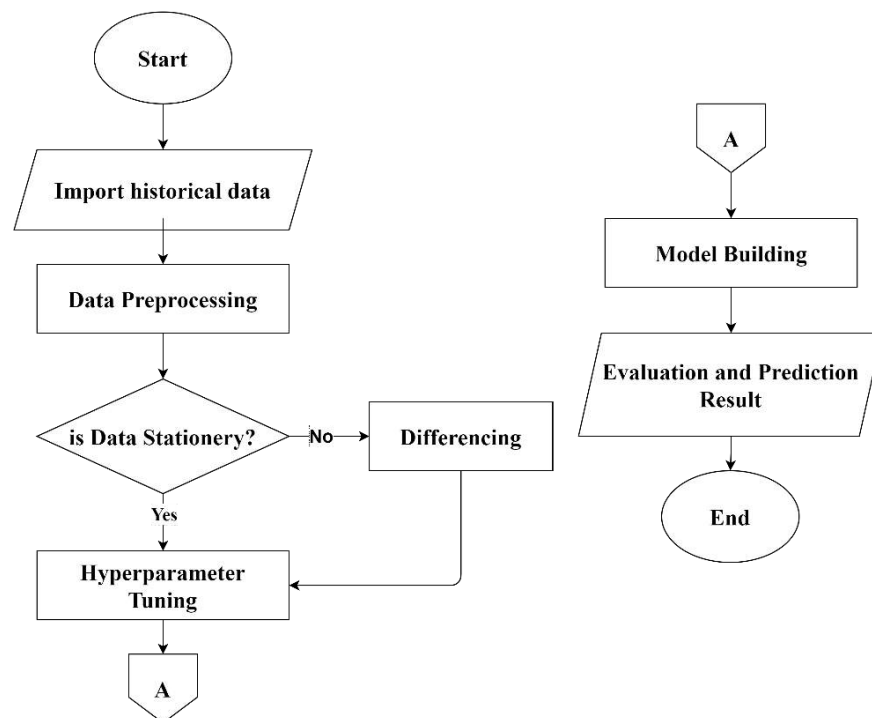 Start
Import historical data
Data Preprocessing
is Data Stationery?
No
Differencing
Yes
Hyperparameter
Tuning
A
A
Model Building
Evaluation and Prediction
Result
End